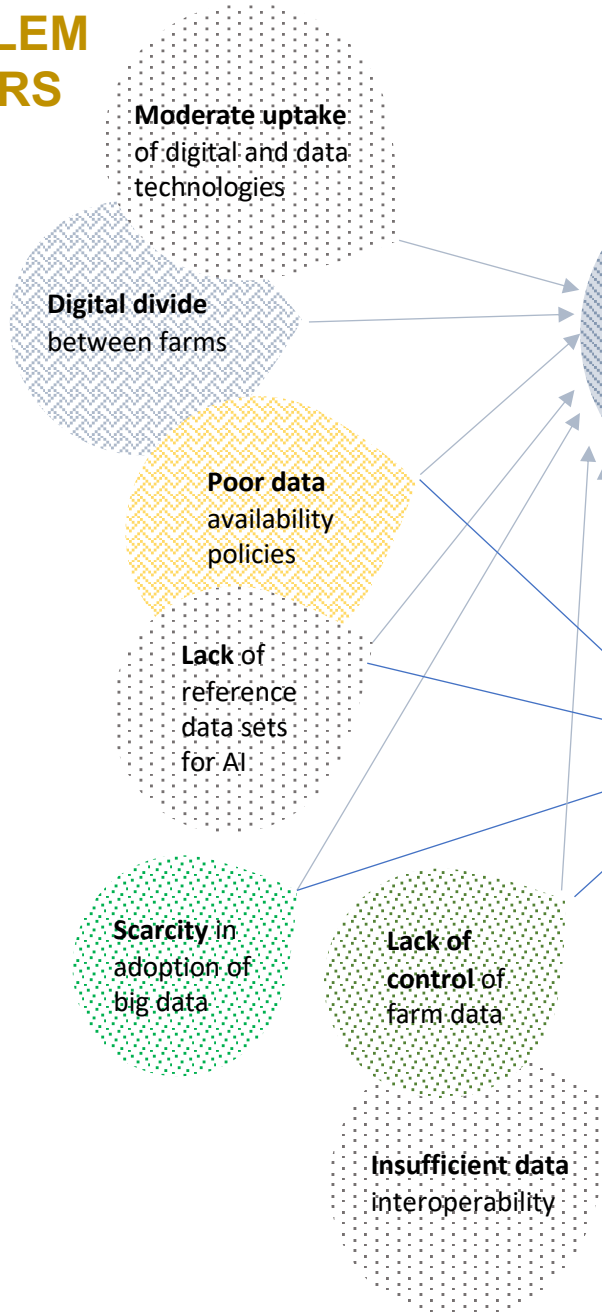 LEM
RS
Moderate uptake
of digital and data
technologies
Digital divide
between farms
Poor data
availability
policies
Lack of
reference
data sets
for AI
Scarcity in
adoption of
big data
Lack of
control of
farm data
Insufficient data
interoperability